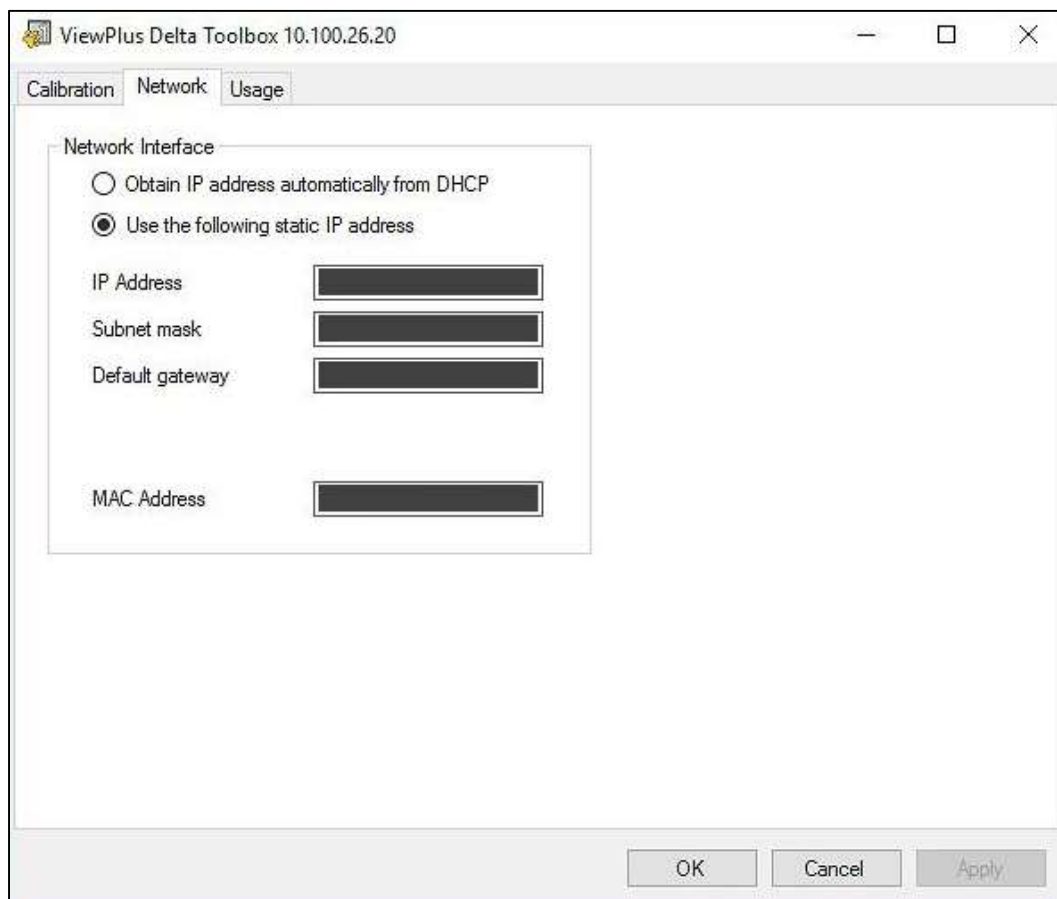 ViewPlus Delta Toolbox 10.100.26.20
Calibration Network Usage
Network Interface
Obtain IP address automatically from DHCP
Use the following static IP address
IP Address
Subnet mask
Default gateway
MAC Address
OK Cancel Apply